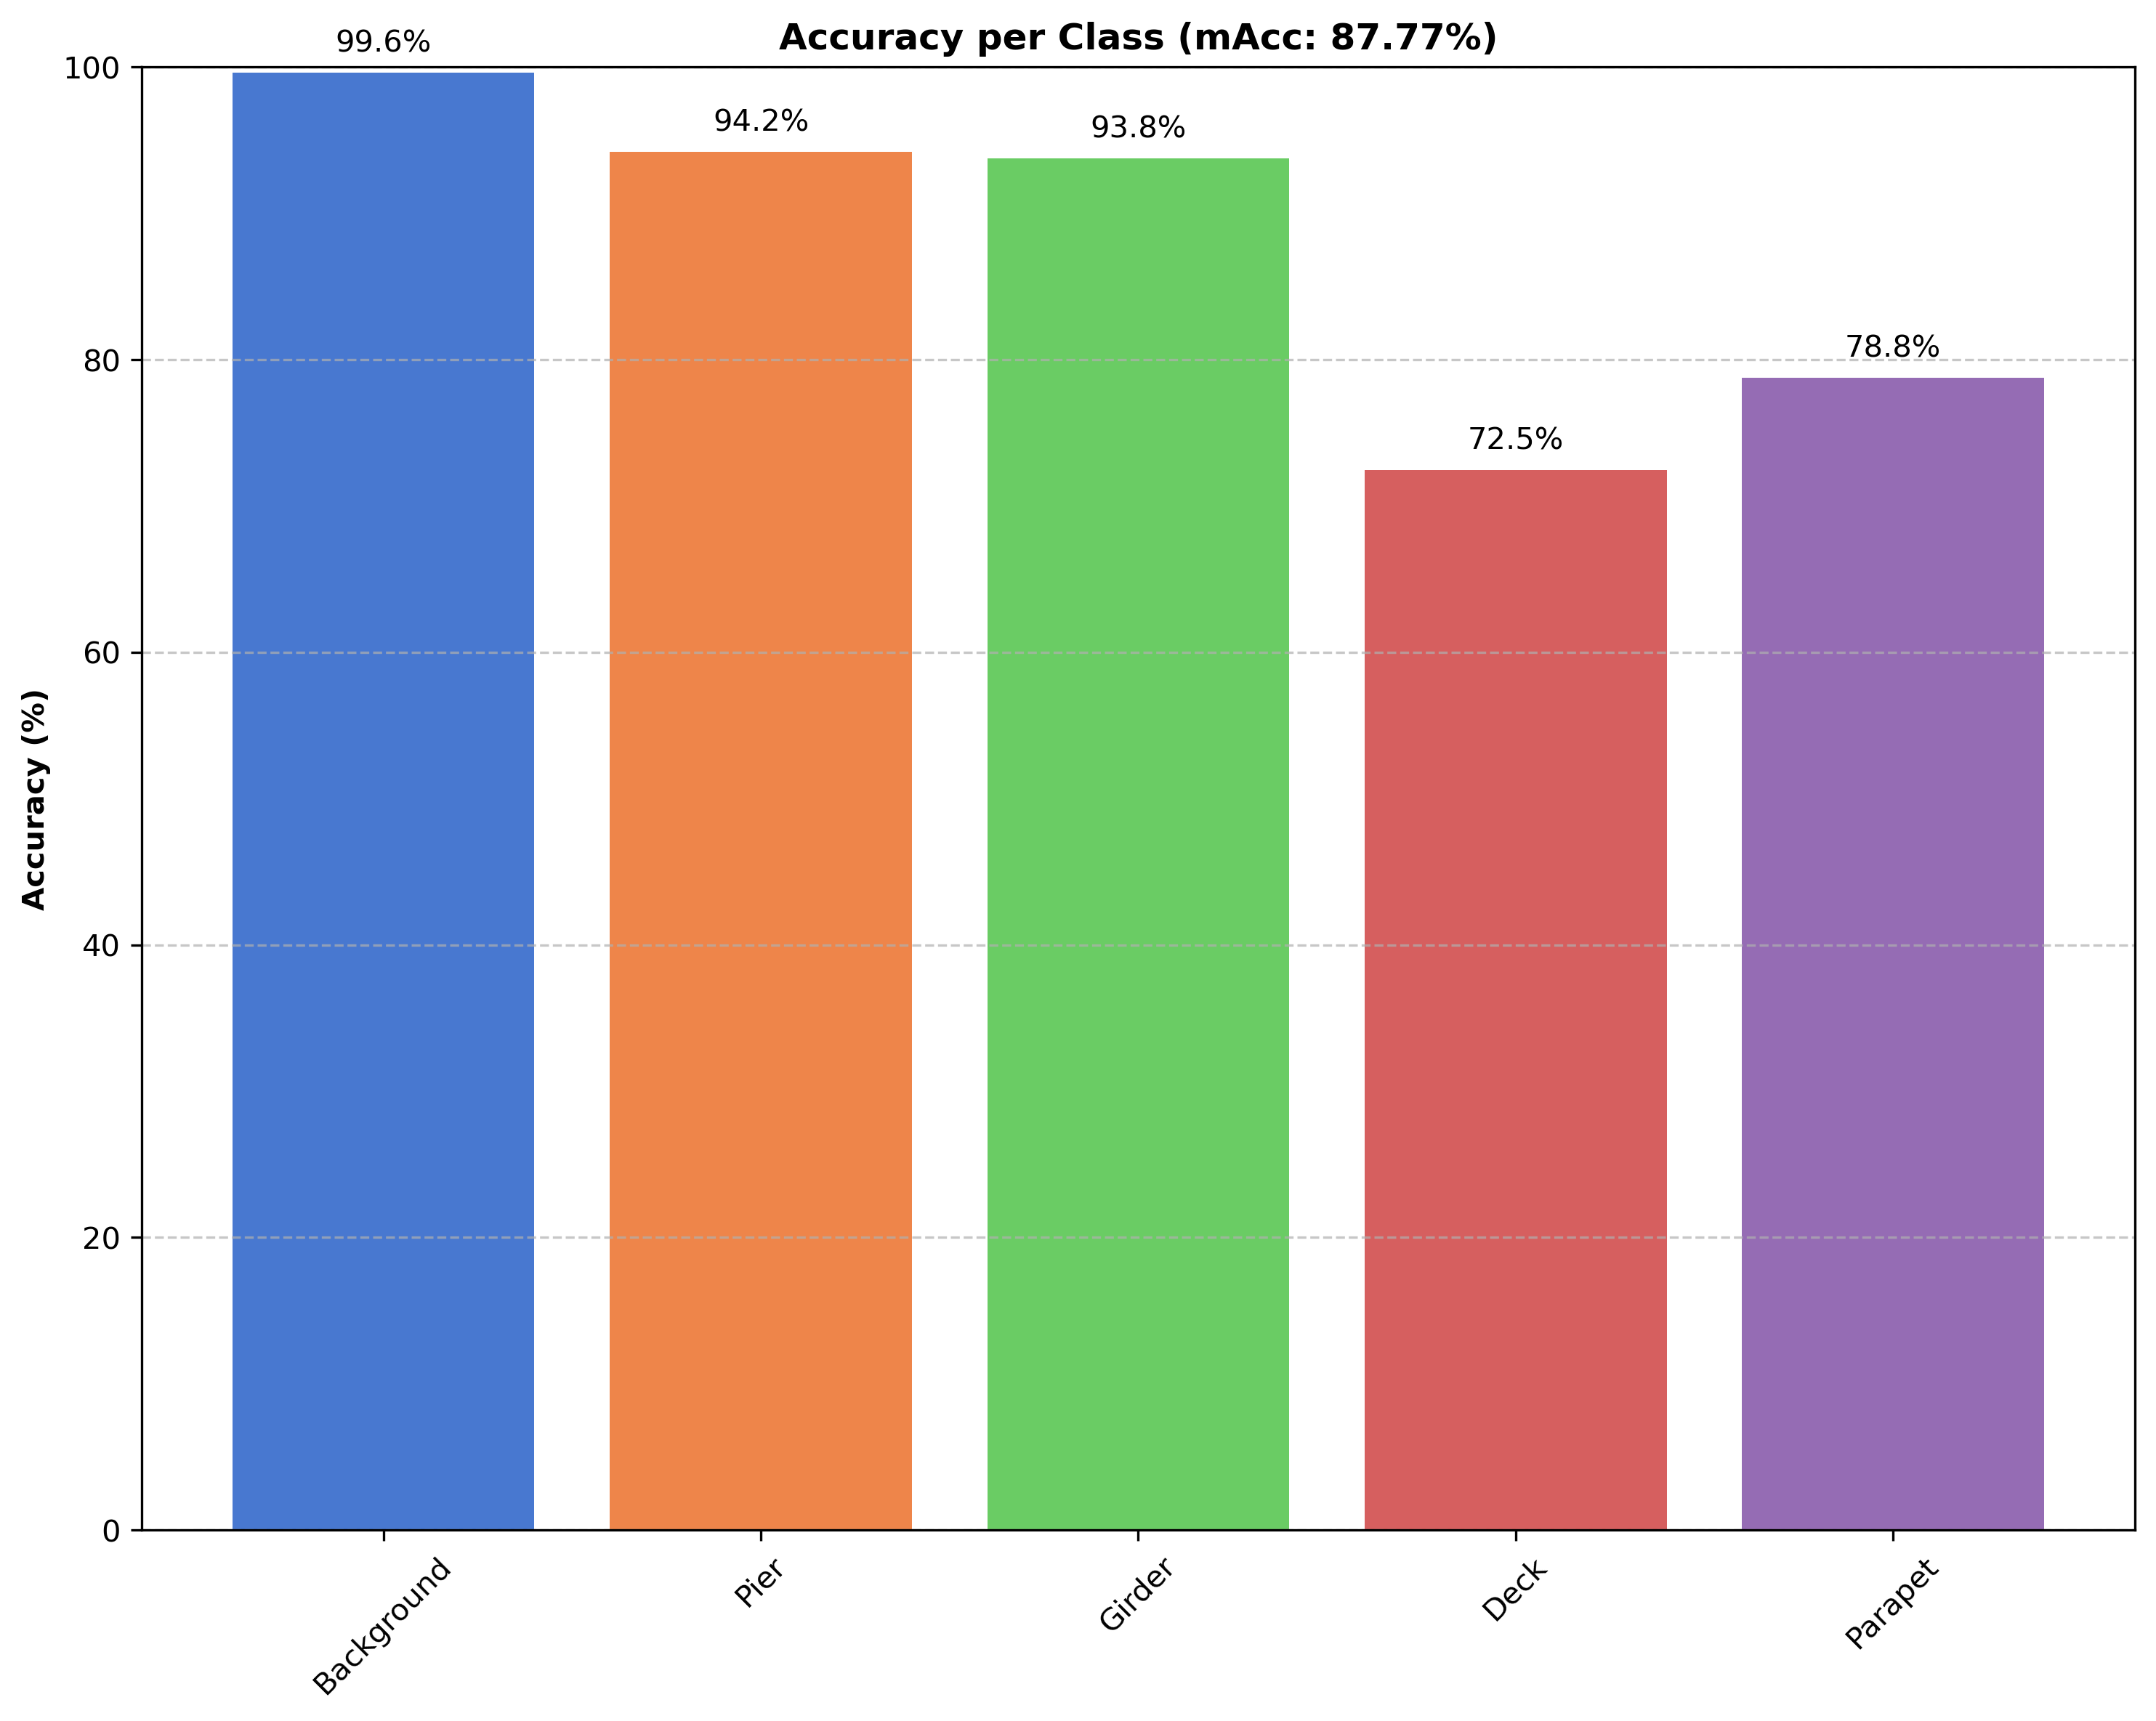 Accuracy per Class (mAcc: 87.77%)
99.6%
94.2%
93.8%
72.5%
78.8%
Accuracy (%)
100
80
60
40
20
0
Background
Pier
Girder
Deck
Parapet